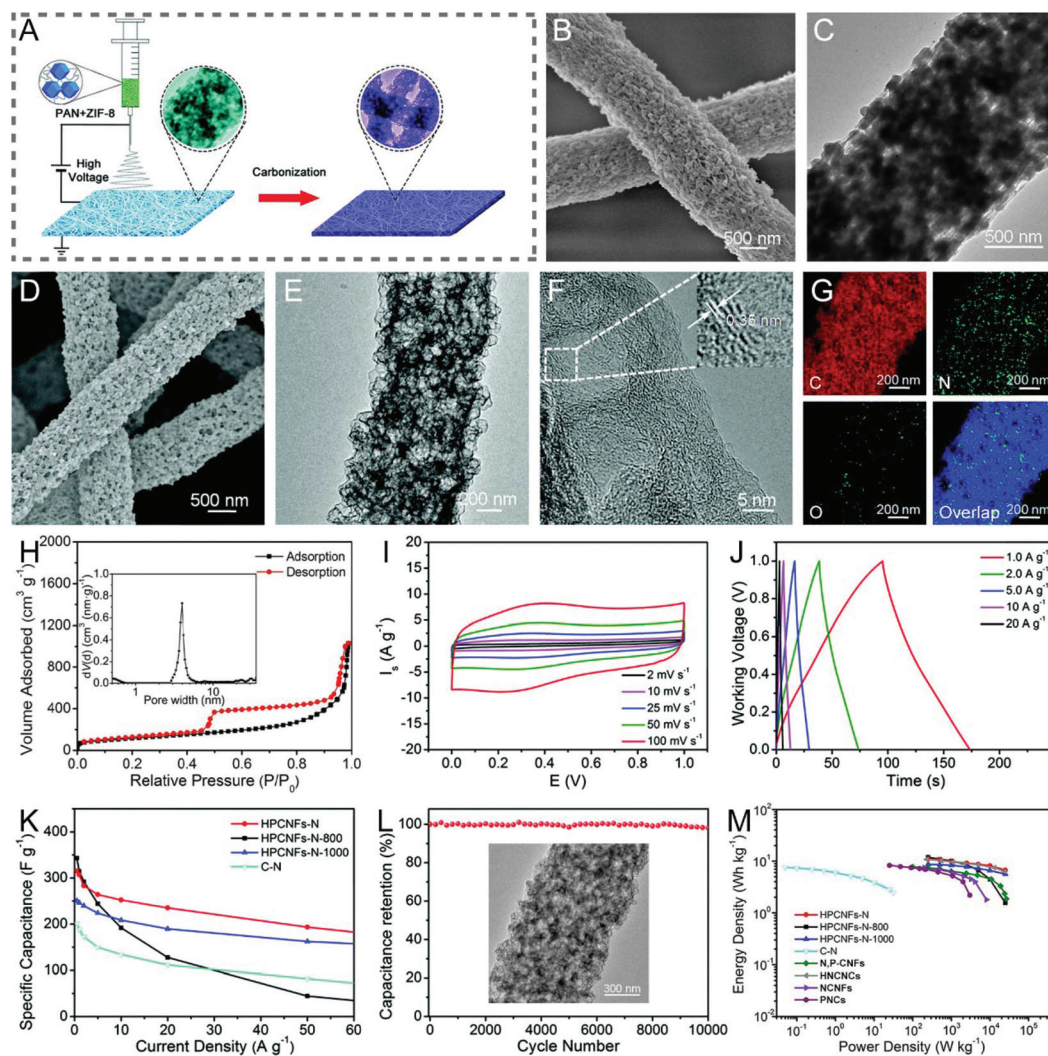 A
PAN+ZIF-8
High
Voltage
Carbonization
B
500 nm
C
500 nm
D
500 nm
E
200 nm
F
0.36 nm
5 nm
G
C
200 nm
N
200 nm
O
200 nm
Overlap
200 nm
H
Volume Adsorbed (cm³ g⁻¹)
2000
1600
1200
800
400
0
Adsorption
Desorption
dV(d) (cm³ (nm·g)⁻¹)
1.0
0.8
0.6
0.4
0.2
0.0
1
10
Pore width (nm)
0.0 0.2 0.4 0.6 0.8 1.0
Relative Pressure (P/P₀)
I
Iₛ (A g⁻¹)
20
15
10
5
0
-5
-10
-15
-20
2 mV s⁻¹
10 mV s⁻¹
25 mV s⁻¹
50 mV s⁻¹
100 mV s⁻¹
0.0 0.2 0.4 0.6 0.8 1.0
E (V)
J
Working Voltage (V)
1.0
0.8
0.6
0.4
0.2
0.0
1.0 A g⁻¹
2.0 A g⁻¹
5.0 A g⁻¹
10 A g⁻¹
20 A g⁻¹
0 50 100 150 200
Time (s)
K
Specific Capacitance (F g⁻¹)
400
300
200
100
0
HPCNFs-N
HPCNFs-N-800
HPCNFs-N-1000
C-N
0 10 20 30 40 50 60
Current Density (A g⁻¹)
L
Capacitance retention (%)
120
100
80
60
40
20
0
300 nm
0 2000 4000 6000 8000 10000
Cycle Number
M
Energy Density (Wh kg⁻¹)
10²
10¹
10⁰
10⁻¹
10⁻²
HPCNFs-N
HPCNFs-N-800
HPCNFs-N-1000
C-N
N,P-CNFs
HNCNCs
NCNFs
PNCs
10⁻¹ 10⁰ 10¹ 10² 10³ 10⁴ 10⁵
Power Density (W kg⁻¹)